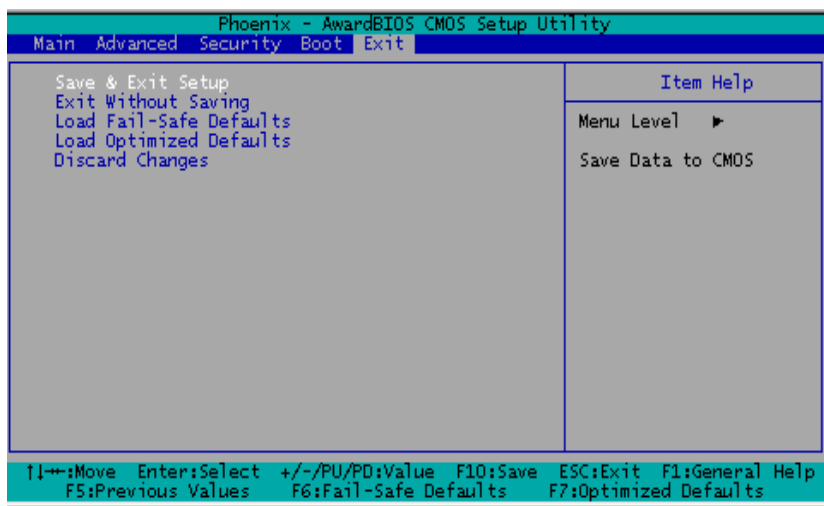 Phoenix - AwardBIOS CMOS Setup Utility
Main Advanced Security Boot Exit
Save & Exit Setup
Exit Without Saving
Load Fail-Safe Defaults
Load Optimized Defaults
Discard Changes
Item Help
Menu Level ►
Save Data to CMOS
↑↓→←:Move Enter:Select +/-/PU/PD:Value F10:Save ESC:Exit F1:General Help
F5:Previous Values F6:Fail-Safe Defaults F7:Optimized Defaults